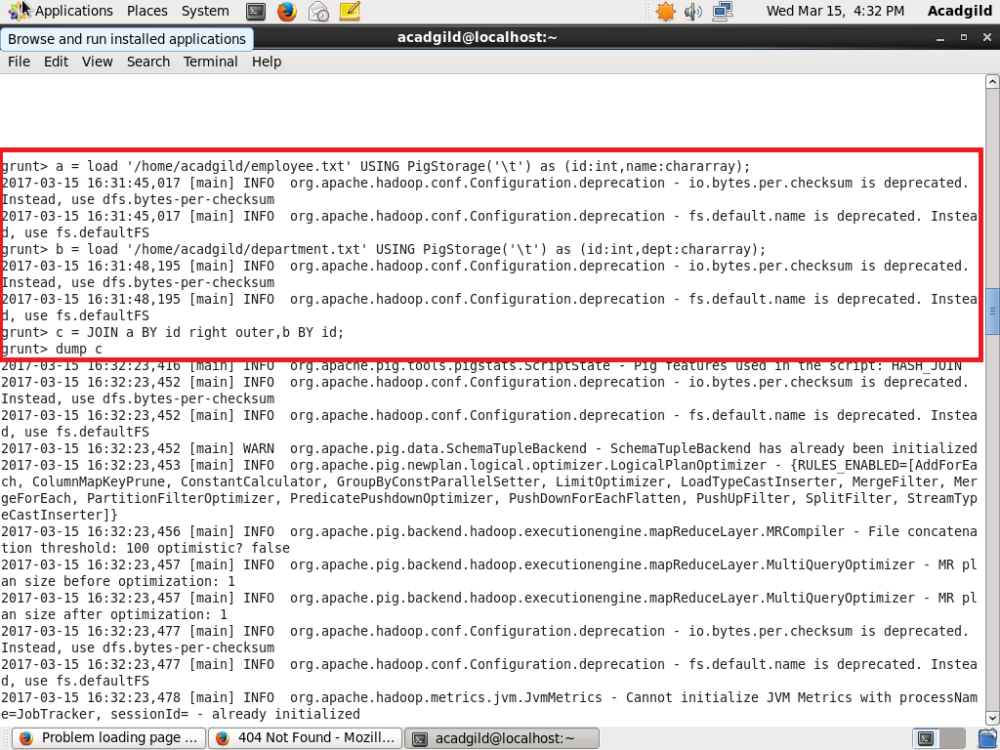 Applications Places System Wed Mar 15, 4:32 PM Acadgild
Browse and run installed applications
acadgild@localhost:~
File Edit View Search Terminal Help
grunt> a = load '/home/acadgild/employee.txt' USING PigStorage('\t') as (id:int,name:chararray);
2017-03-15 16:31:45,017 [main] INFO  org.apache.hadoop.conf.Configuration.deprecation - io.bytes.per.checksum is deprecated.
Instead, use dfs.bytes-per-checksum
2017-03-15 16:31:45,017 [main] INFO  org.apache.hadoop.conf.Configuration.deprecation - fs.default.name is deprecated. Instea
d, use fs.defaultFS
grunt> b = load '/home/acadgild/department.txt' USING PigStorage('\t') as (id:int,dept:chararray);
2017-03-15 16:31:48,195 [main] INFO  org.apache.hadoop.conf.Configuration.deprecation - io.bytes.per.checksum is deprecated.
Instead, use dfs.bytes-per-checksum
2017-03-15 16:31:48,195 [main] INFO  org.apache.hadoop.conf.Configuration.deprecation - fs.default.name is deprecated. Instea
d, use fs.defaultFS
grunt> c = JOIN a BY id right outer,b BY id;
grunt> dump c
2017-03-15 16:32:23,416 [main] INFO  org.apache.pig.tools.pigstats.ScriptState - Pig features used in the script: HASH_JOIN
2017-03-15 16:32:23,452 [main] INFO  org.apache.hadoop.conf.Configuration.deprecation - io.bytes.per.checksum is deprecated.
Instead, use dfs.bytes-per-checksum
2017-03-15 16:32:23,452 [main] INFO  org.apache.hadoop.conf.Configuration.deprecation - fs.default.name is deprecated. Instea
d, use fs.defaultFS
2017-03-15 16:32:23,452 [main] WARN  org.apache.pig.data.SchemaTupleBackend - SchemaTupleBackend has already been initialized
2017-03-15 16:32:23,453 [main] INFO  org.apache.pig.newplan.logical.optimizer.LogicalPlanOptimizer - {RULES_ENABLED=[AddForEa
ch, ColumnMapKeyPrune, ConstantCalculator, GroupByConstParallelSetter, LimitOptimizer, LoadTypeCastInserter, MergeFilter, Mer
geForEach, PartitionFilterOptimizer, PredicatePushdownOptimizer, PushDownForEachFlatten, PushUpFilter, SplitFilter, StreamTyp
eCastInserter]}
2017-03-15 16:32:23,456 [main] INFO  org.apache.pig.backend.hadoop.executionengine.mapReduceLayer.MRCompiler - File concatena
tion threshold: 100 optimistic? false
2017-03-15 16:32:23,457 [main] INFO  org.apache.pig.backend.hadoop.executionengine.mapReduceLayer.MultiQueryOptimizer - MR pl
an size before optimization: 1
2017-03-15 16:32:23,457 [main] INFO  org.apache.pig.backend.hadoop.executionengine.mapReduceLayer.MultiQueryOptimizer - MR pl
an size after optimization: 1
2017-03-15 16:32:23,477 [main] INFO  org.apache.hadoop.conf.Configuration.deprecation - io.bytes.per.checksum is deprecated.
Instead, use dfs.bytes-per-checksum
2017-03-15 16:32:23,477 [main] INFO  org.apache.hadoop.conf.Configuration.deprecation - fs.default.name is deprecated. Instea
d, use fs.defaultFS
2017-03-15 16:32:23,478 [main] INFO  org.apache.hadoop.metrics.jvm.JvmMetrics - Cannot initialize JVM Metrics with processNam
e=JobTracker, sessionId= - already initialized
Problem loading page ... 404 Not Found - Mozill... acadgild@localhost:~